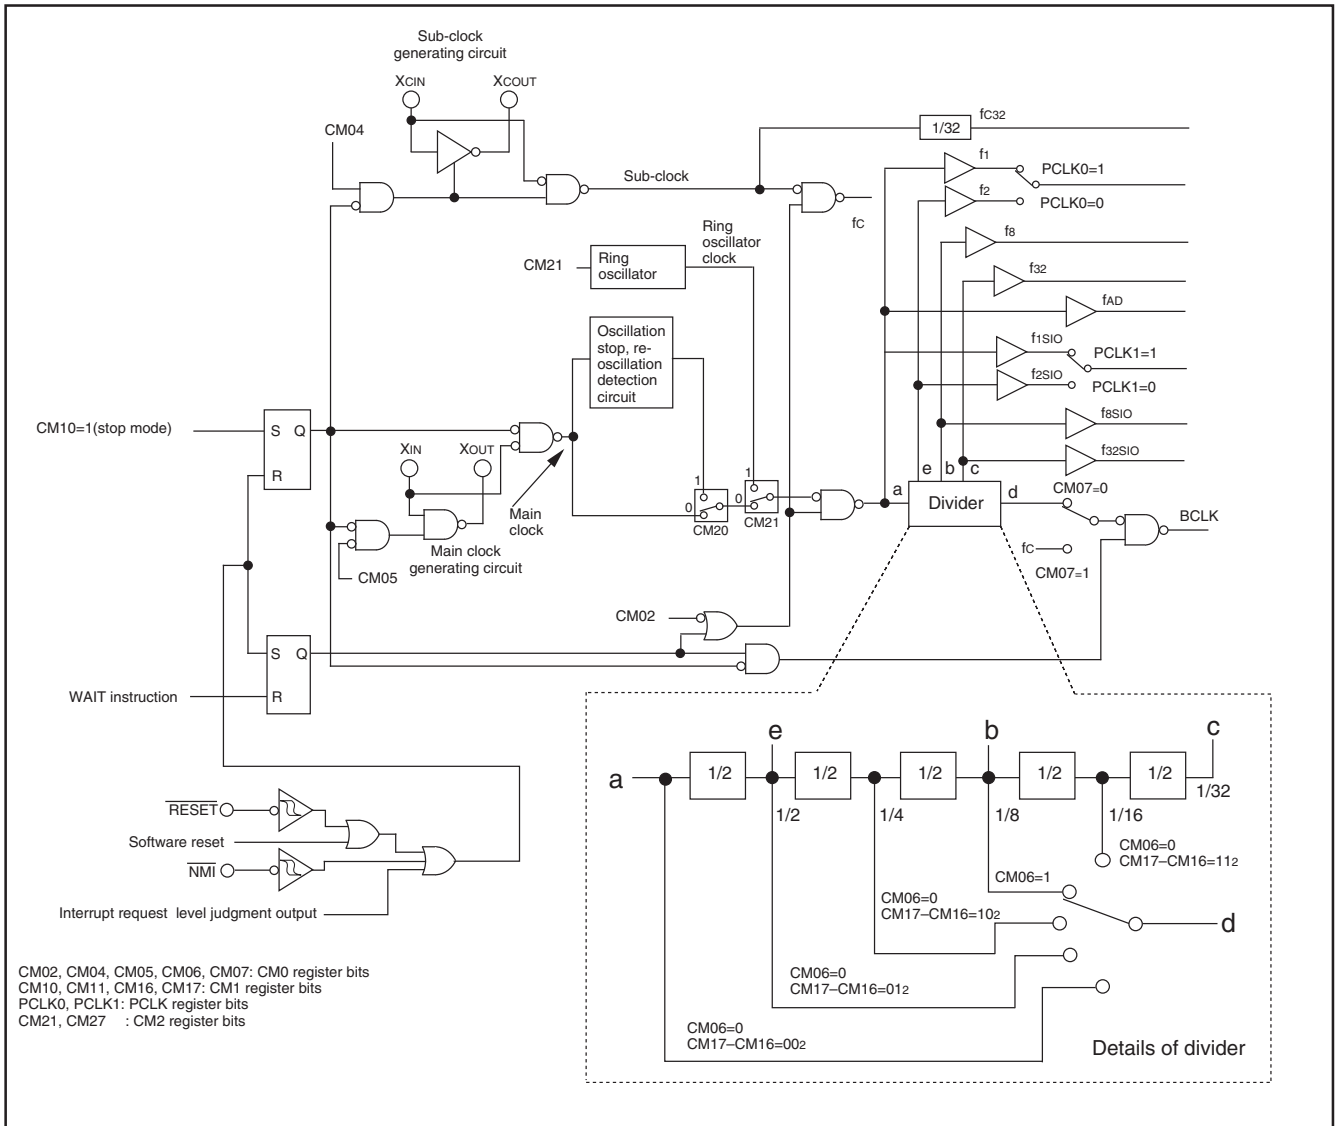 Sub-clock
generating circuit
XCIN
XCOUT
CM04
Sub-clock
1/32
fC32
f1
PCLK0=1
f2
PCLK0=0
fC
f8
Ring
oscillator
clock
CM21
Ring
oscillator
f32
fAD
Oscillation
stop, re-
oscillation
detection
circuit
f1SIO
PCLK1=1
f2SIO
PCLK1=0
f8SIO
f32SIO
CM10=1(stop mode)
S Q
R
XIN
XOUT
Main
clock
Main clock
generating circuit
CM05
1
0
CM20
1
0
CM21
e b c
a
Divider
d
CM07=0
BCLK
fC
CM07=1
CM02
S Q
R
WAIT instruction
RESET
Software reset
NMI
Interrupt request level judgment output
e
b
c
a
1/2
1/2
1/2
1/2
1/2
1/2
1/4
1/8
1/16
1/32
CM06=0
CM17–CM16=112
CM06=1
CM06=0
CM17–CM16=102
d
CM06=0
CM17–CM16=012
CM06=0
CM17–CM16=002
Details of divider
CM02, CM04, CM05, CM06, CM07: CM0 register bits
CM10, CM11, CM16, CM17: CM1 register bits
PCLK0, PCLK1: PCLK register bits
CM21, CM27 : CM2 register bits